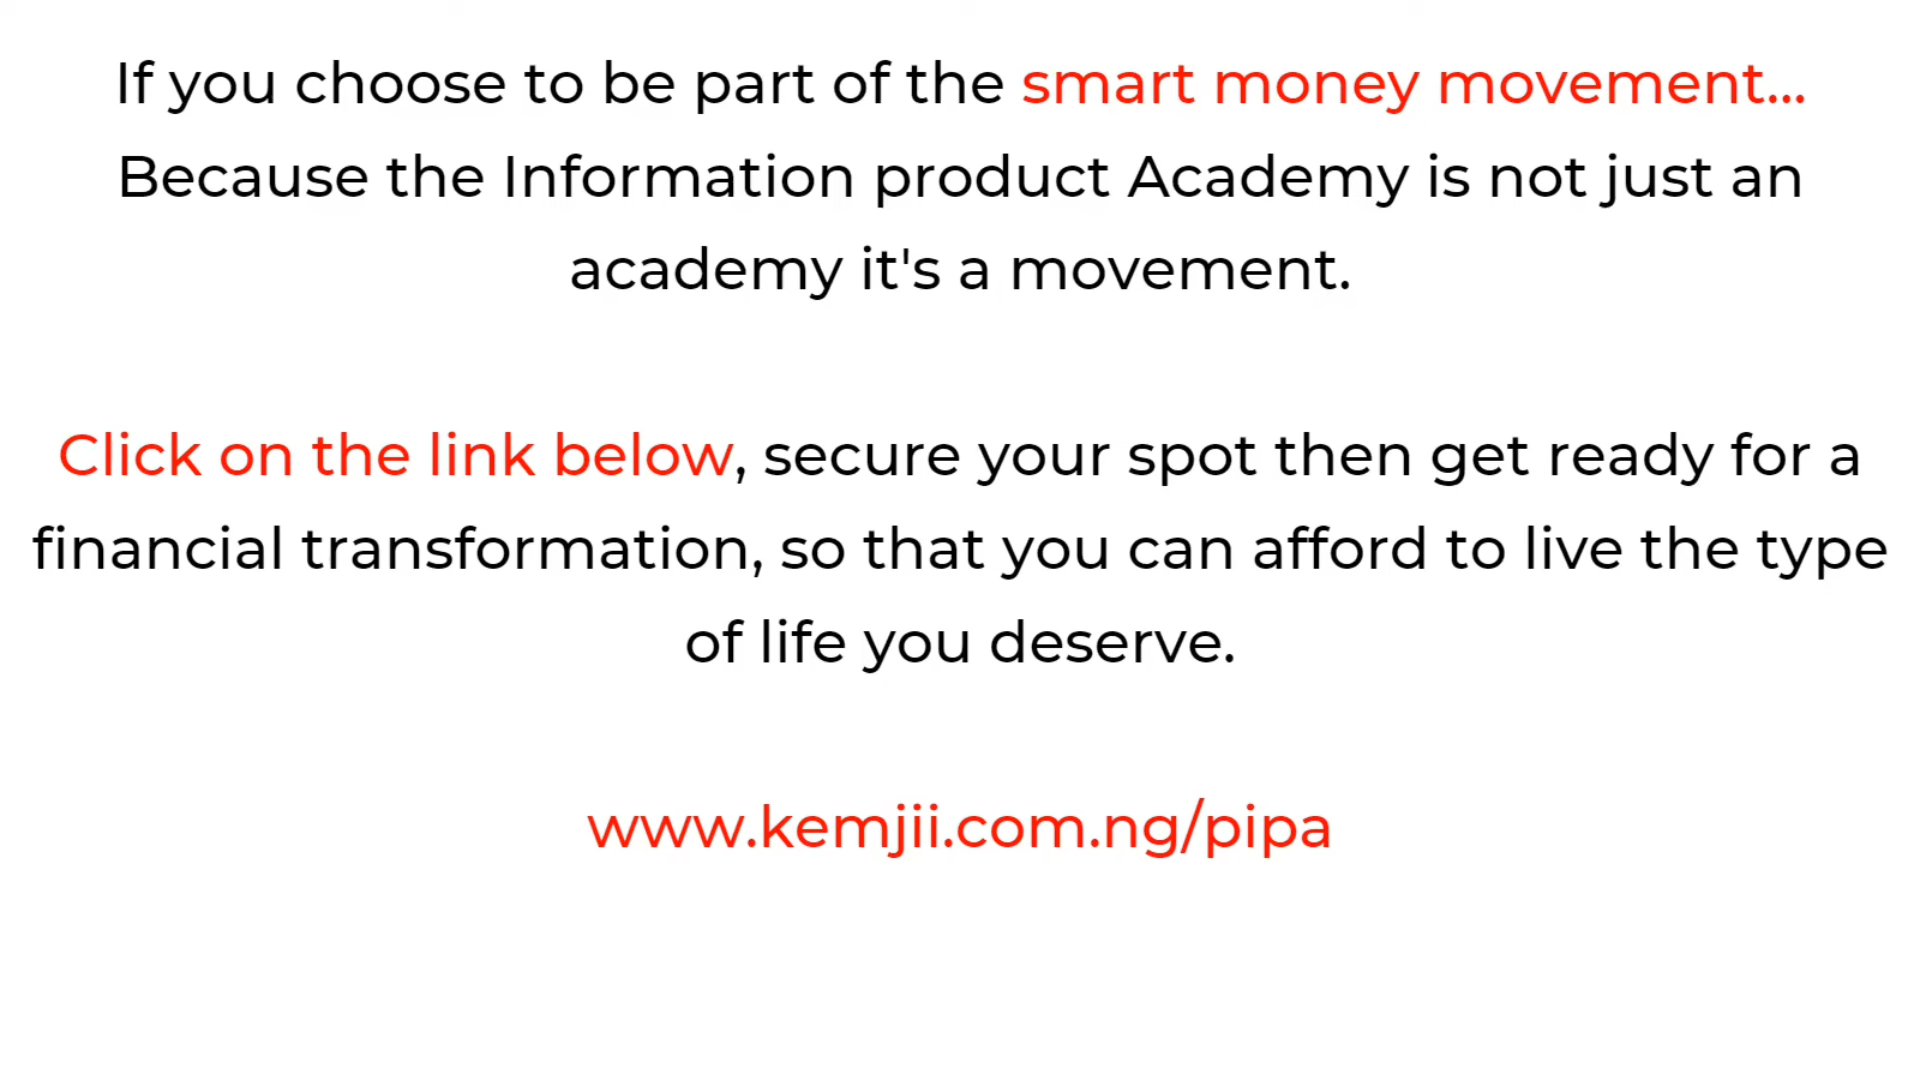 If you choose to be part of the smart money movement...
Because the Information product Academy is not just an
academy it's a movement.
Click on the link below, secure your spot then get ready for a
financial transformation, so that you can afford to live the type
of life you deserve.
www.kemjii.com.ng/pipa